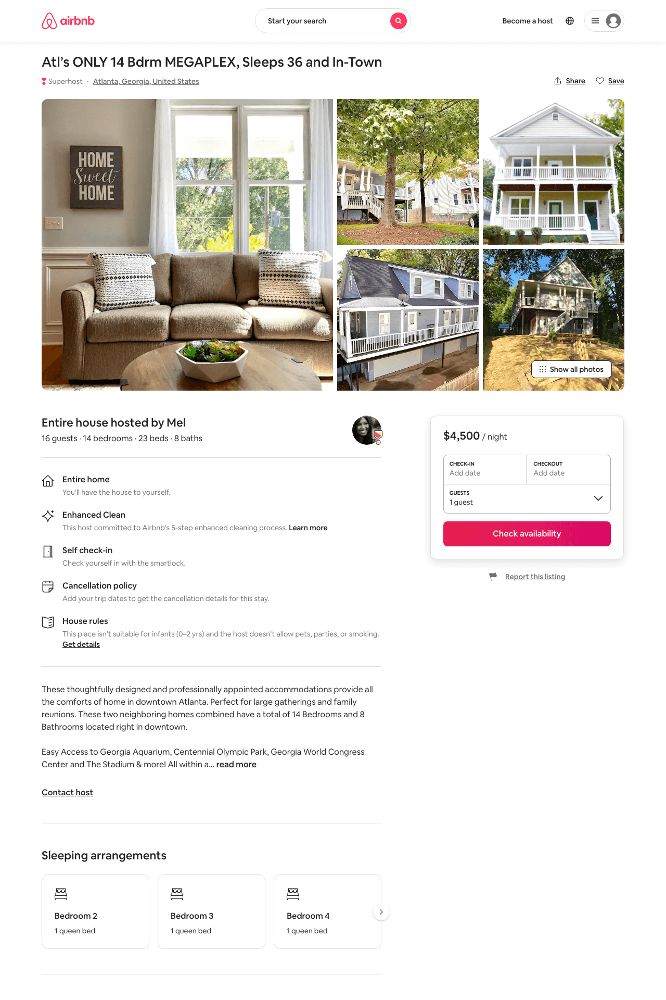 airbnb
Start your search
Become a host
Atl’s ONLY 14 Bdrm MEGAPLEX, Sleeps 36 and In-Town
Superhost · Atlanta, Georgia, United States
Share
Save
HOME
Sweet
HOME
Show all photos
Entire house hosted by Mel
16 guests · 14 bedrooms · 23 beds · 8 baths
Entire home
You’ll have the house to yourself.
Enhanced Clean
This host committed to Airbnb's 5-step enhanced cleaning process. Learn more
Self check-in
Check yourself in with the smartlock.
Cancellation policy
Add your trip dates to get the cancellation details for this stay.
House rules
This place isn’t suitable for infants (0–2 yrs) and the host doesn’t allow pets, parties, or smoking.
Get details
$4,500 / night
CHECK-IN
Add date
CHECKOUT
Add date
GUESTS
1 guest
Check availability
Report this listing
These thoughtfully designed and professionally appointed accommodations provide all
the comforts of home in downtown Atlanta. Perfect for large gatherings and family
reunions. These two neighboring homes combined have a total of 14 Bedrooms and 8
Bathrooms located right in downtown.
Easy Access to Georgia Aquarium, Centennial Olympic Park, Georgia World Congress
Center and The Stadium & more! All within a… read more
Contact host
Sleeping arrangements
Bedroom 2
1 queen bed
Bedroom 3
1 queen bed
Bedroom 4
1 queen bed